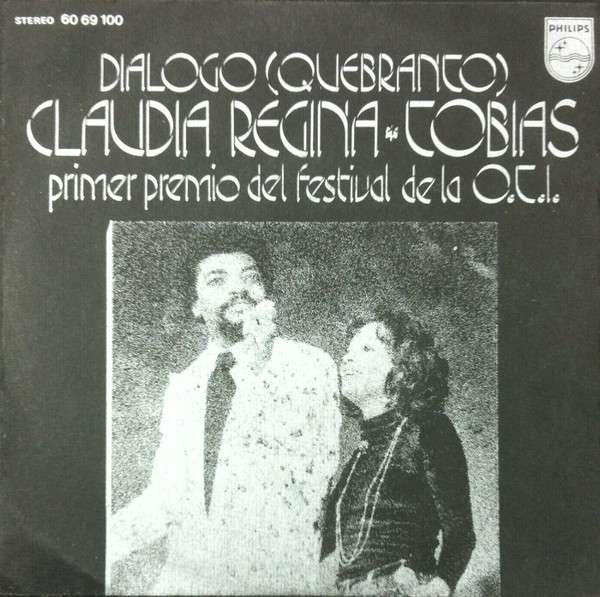 STEREO 60 69 100
PHILIPS
DIALOGO (QUEBRANTO)
CLAUDIA REGINA * TOBIAS
primer premio del festival de la O.T.I.